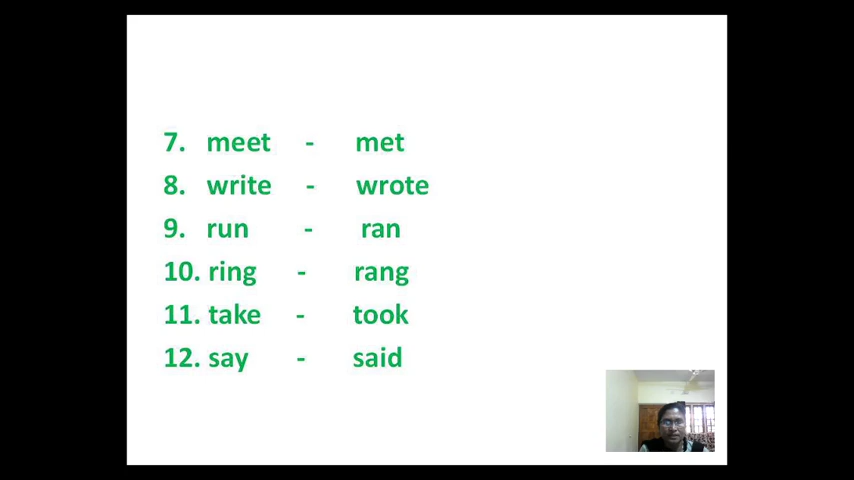 7. meet - met
8. write - wrote
9. run - ran
10. ring - rang
11. take - took
12. say - said